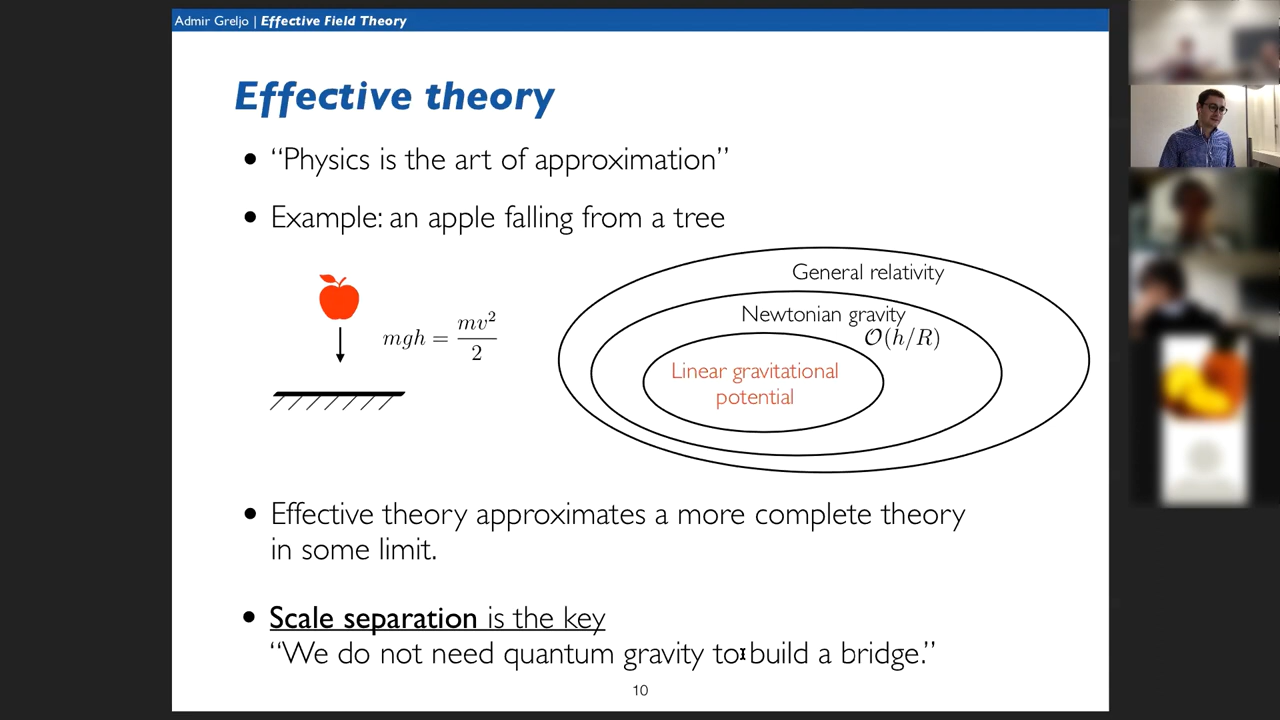 Admir Greljo | Effective Field Theory
Effective theory
• “Physics is the art of approximation”
• Example: an apple falling from a tree
General relativity
Newtonian gravity
O(h/R)
mgh = mv²/2
Linear gravitational
potential
• Effective theory approximates a more complete theory
in some limit.
• Scale separation is the key
“We do not need quantum gravity to build a bridge.”
10